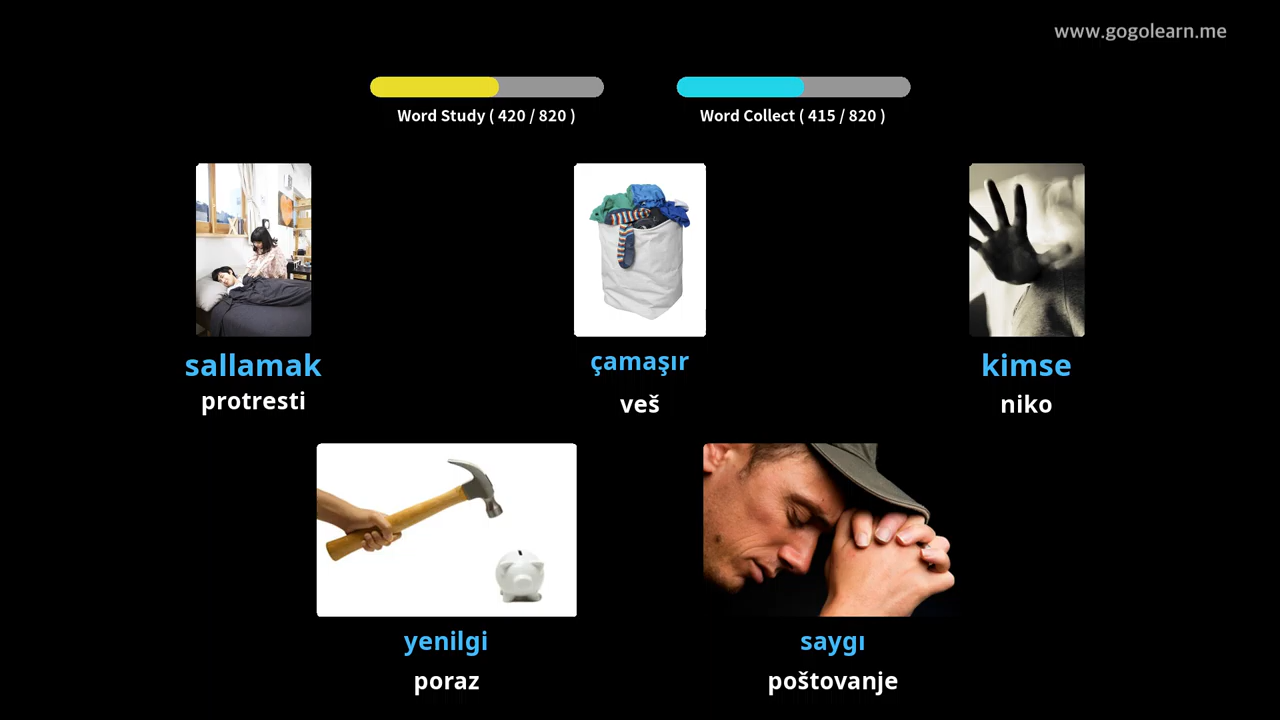 www.gogolearn.me
Word Study ( 420 / 820 )
Word Collect ( 415 / 820 )
sallamak
protresti
çamaşır
veš
kimse
niko
yenilgi
poraz
saygı
poštovanje